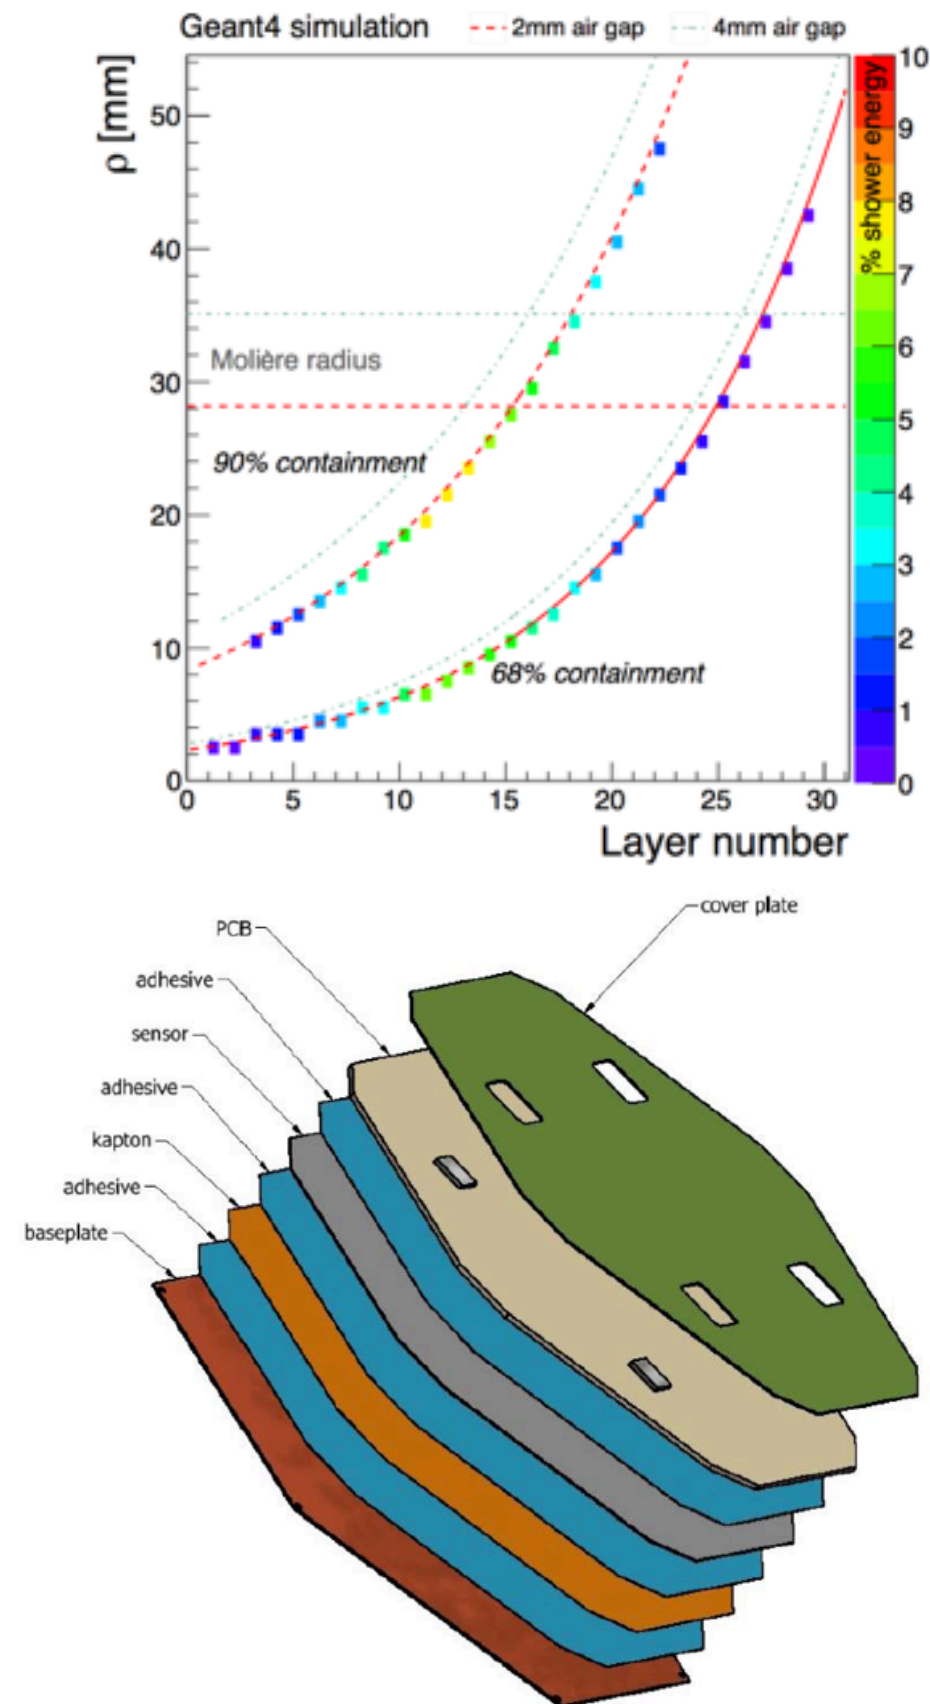 Geant4 simulation
2mm air gap
4mm air gap
ρ [mm]
50
40
30
20
10
0
Molière radius
90% containment
68% containment
0 5 10 15 20 25 30
Layer number
% shower energy
10
9
8
7
6
5
4
3
2
1
0
cover plate
PCB
adhesive
sensor
adhesive
kapton
adhesive
baseplate